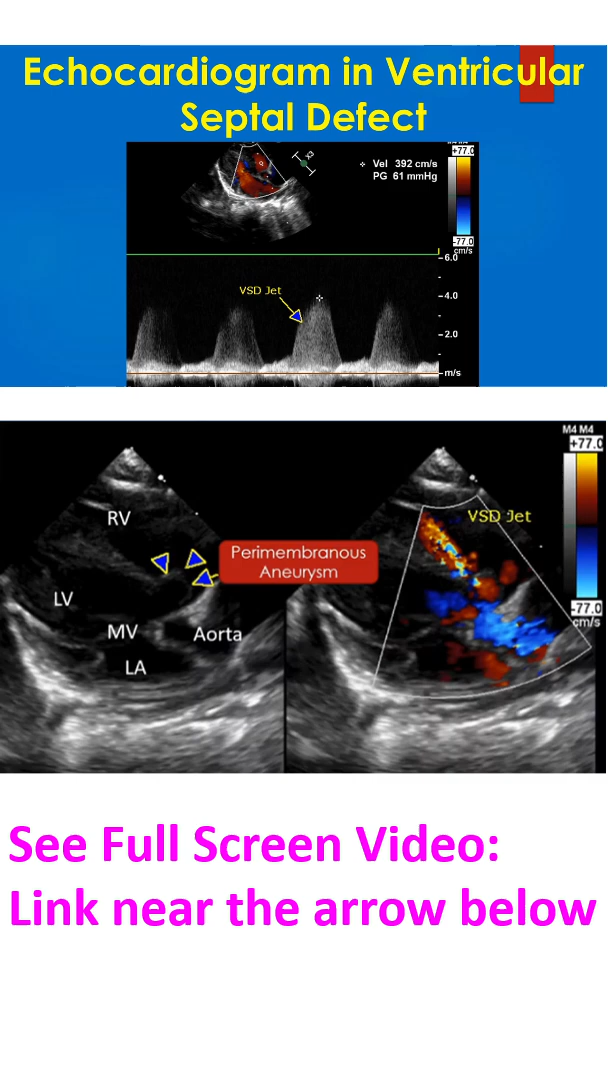 Echocardiogram in Ventricular
Septal Defect
+77.0
Vel 392 cm/s
PG 61 mmHg
-77.0
cm/s
-6.0
VSD Jet
-4.0
-2.0
-m/s
M4 M4
+77.0
VSD Jet
RV
Perimembranous
Aneurysm
LV
-77.0
cm/s
MV
Aorta
LA
See Full Screen Video:
Link near the arrow below